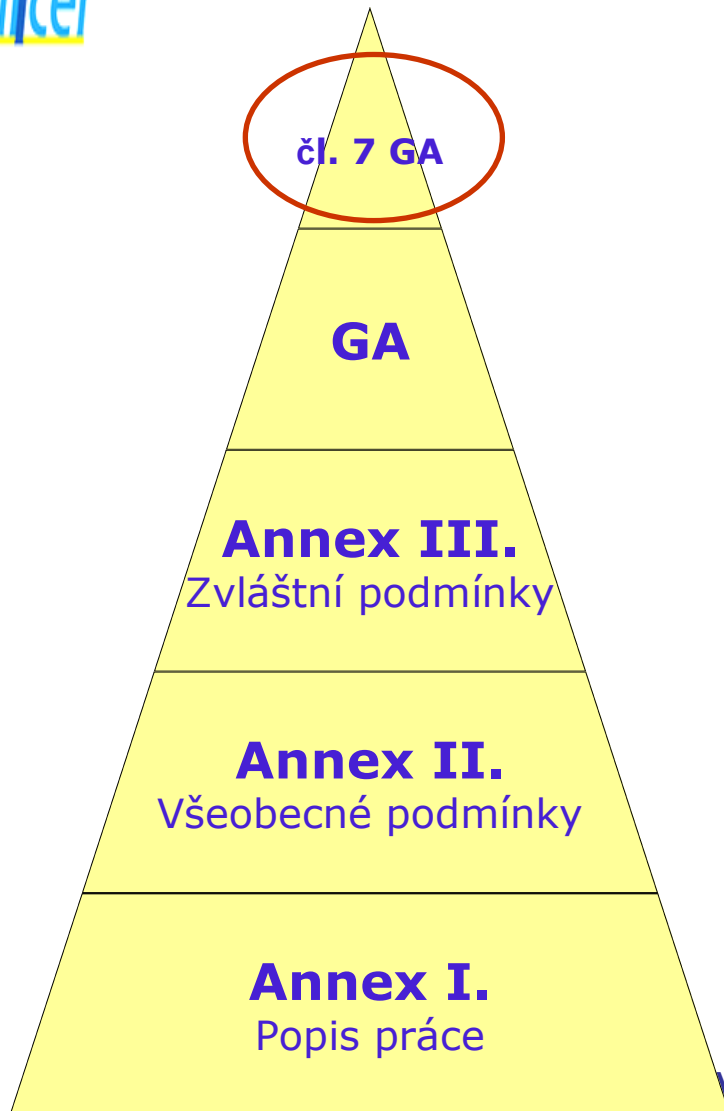 čl. 7 GA
GA
Annex III.
Zvláštní podmínky
Annex II.
Všeobecné podmínky
Annex I.
Popis práce